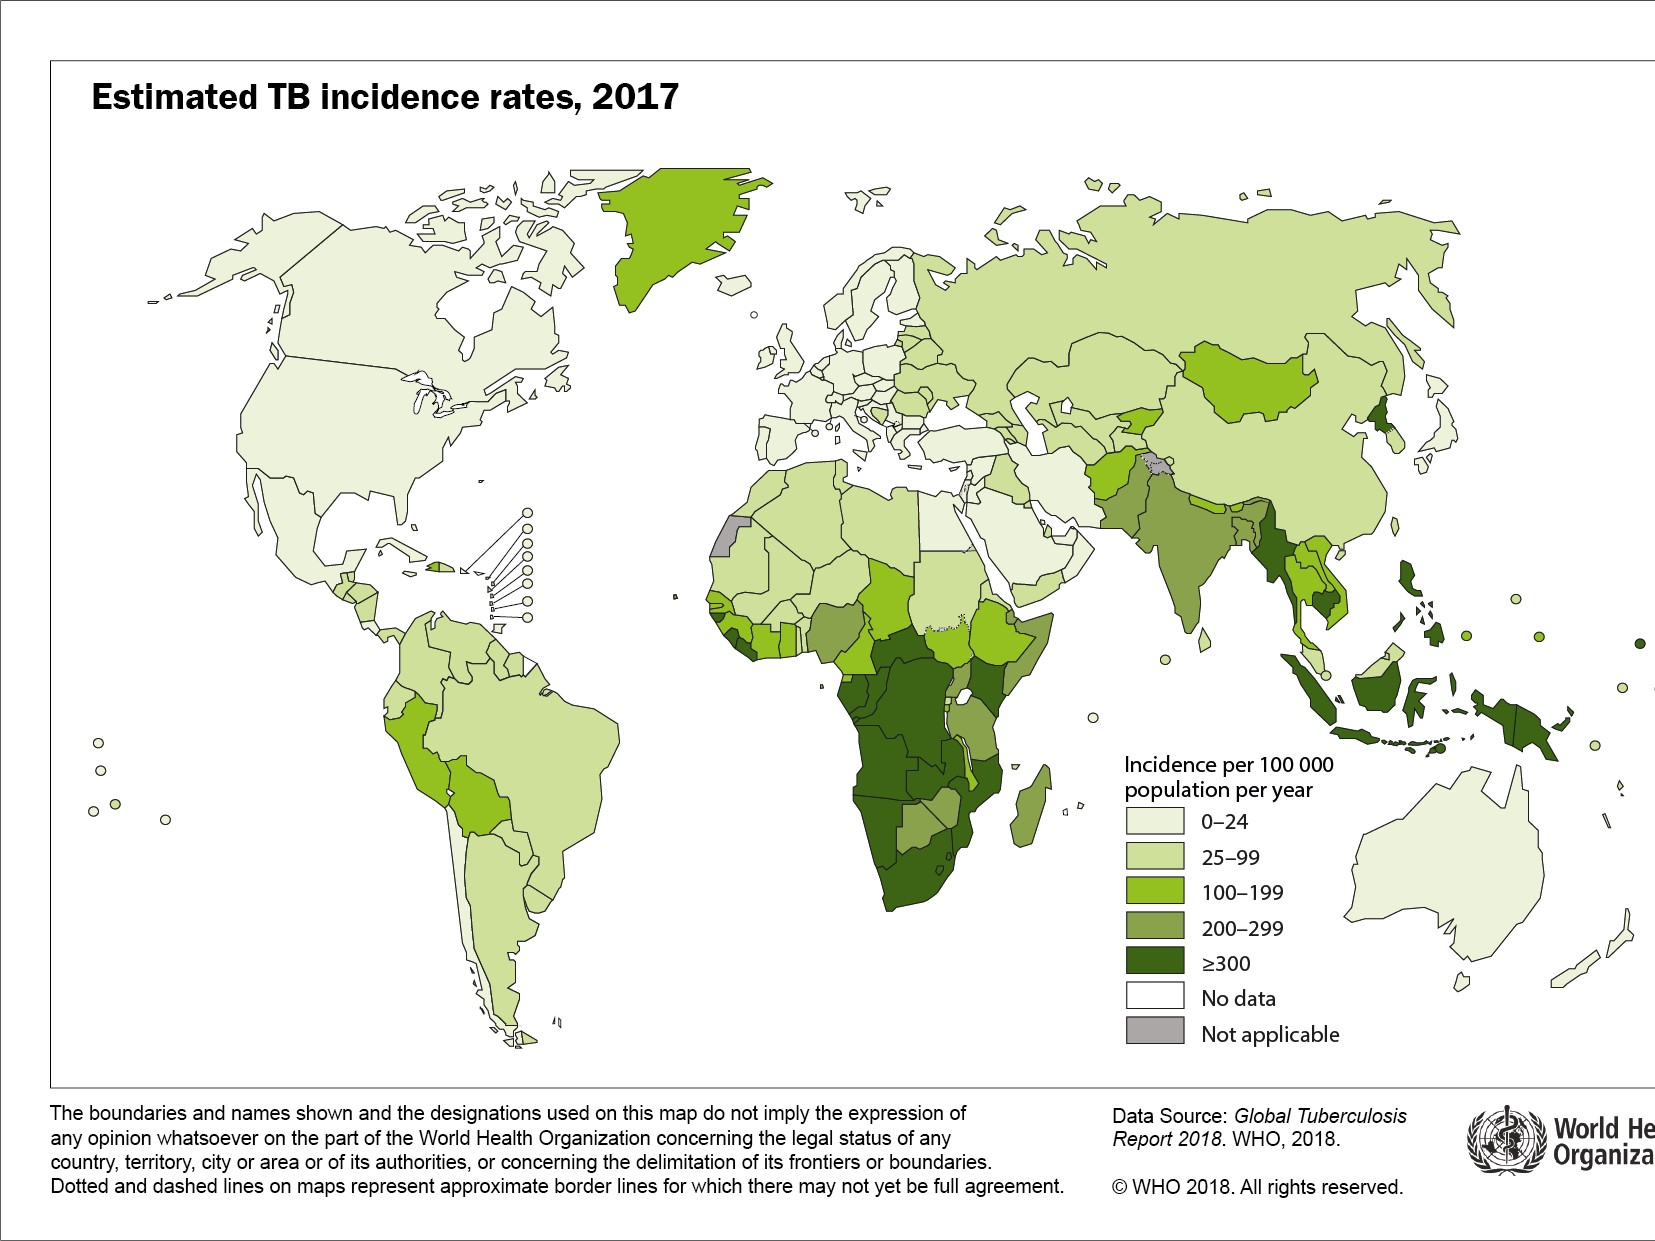 Estimated TB incidence rates, 2017
Incidence per 100 000
population per year
0–24
25–99
100–199
200–299
≥300
No data
Not applicable
The boundaries and names shown and the designations used on this map do not imply the expression of
any opinion whatsoever on the part of the World Health Organization concerning the legal status of any
country, territory, city or area or of its authorities, or concerning the delimitation of its frontiers or boundaries.
Dotted and dashed lines on maps represent approximate border lines for which there may not yet be full agreement.
Data Source: Global Tuberculosis
Report 2018. WHO, 2018.
© WHO 2018. All rights reserved.
World He
Organiza